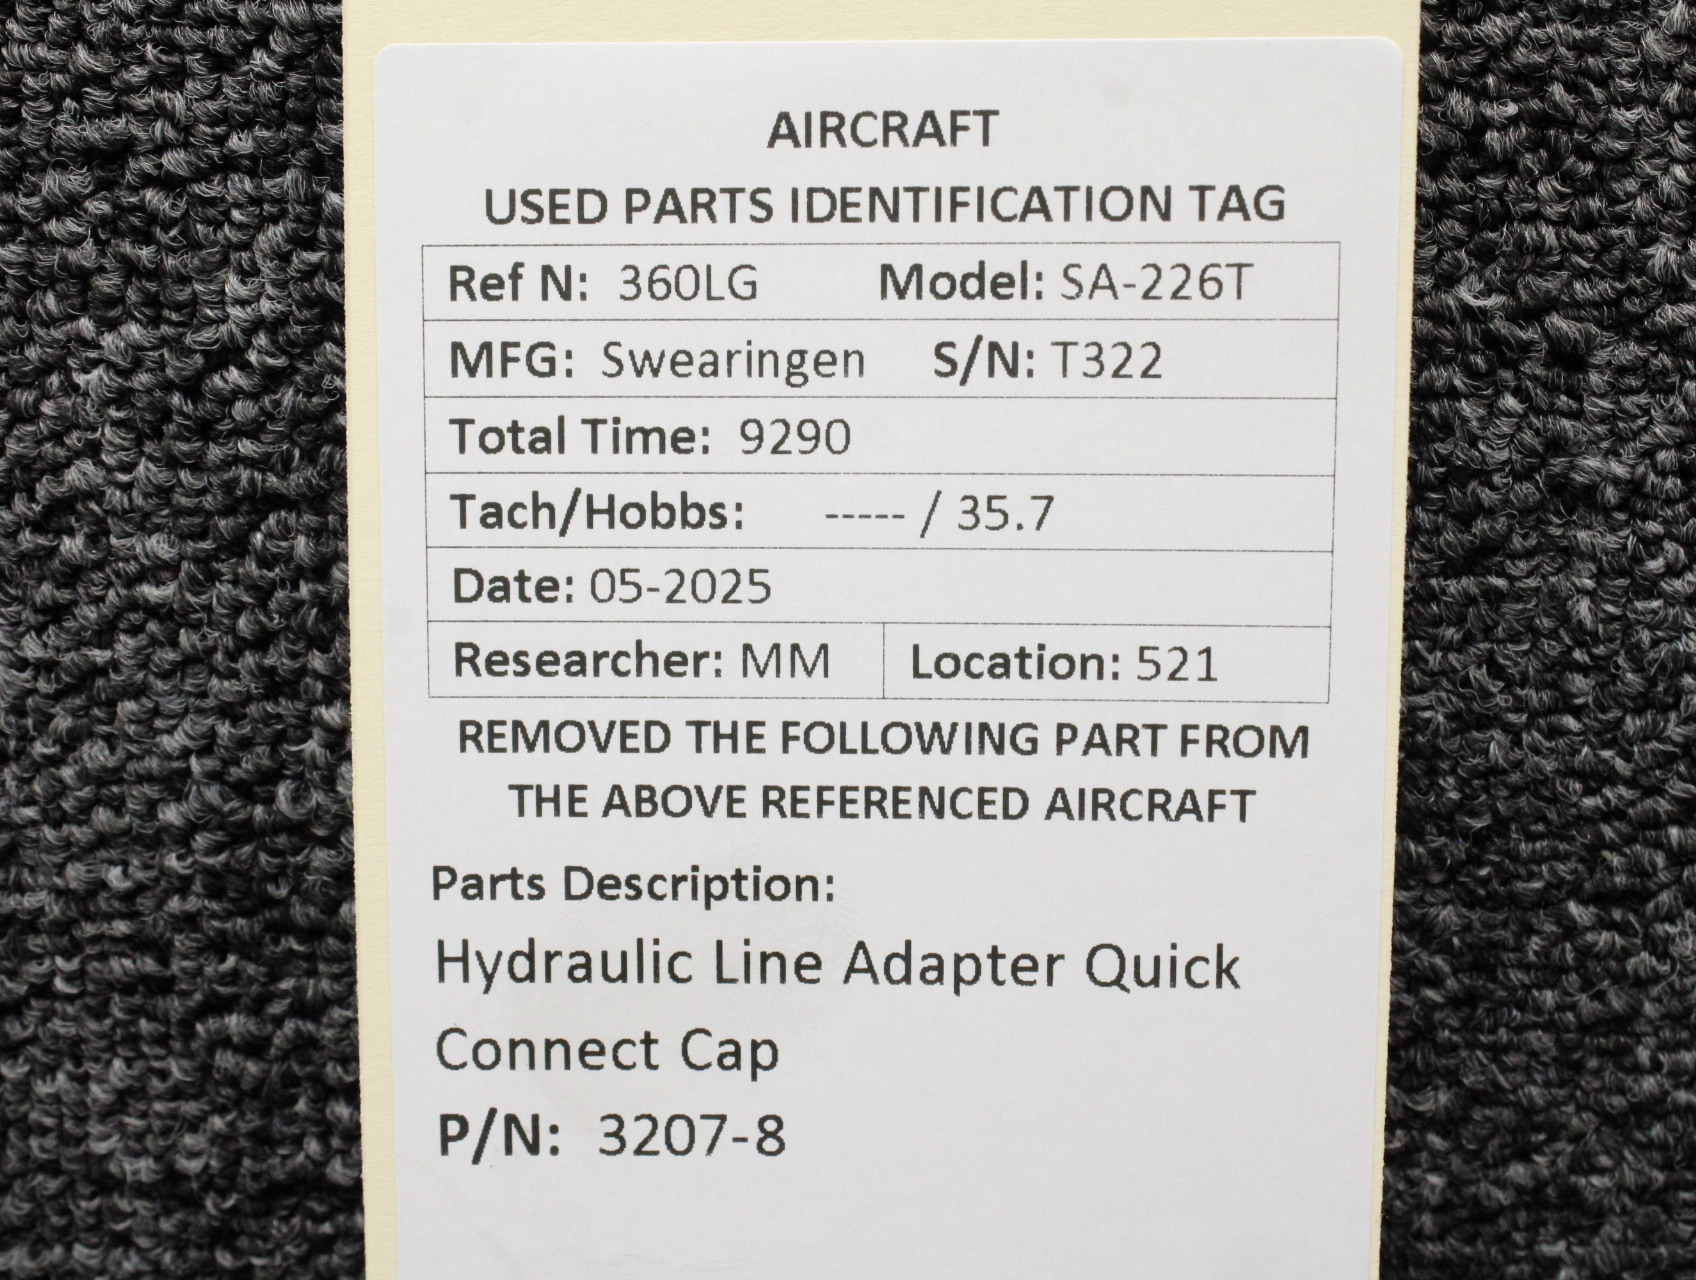 AIRCRAFT
USED PARTS IDENTIFICATION TAG
Ref N: 360LG Model: SA-226T
MFG: Swearingen S/N: T322
Total Time: 9290
Tach/Hobbs: ----- / 35.7
Date: 05-2025
Researcher: MM Location: 521
REMOVED THE FOLLOWING PART FROM
THE ABOVE REFERENCED AIRCRAFT
Parts Description:
Hydraulic Line Adapter Quick
Connect Cap
P/N: 3207-8